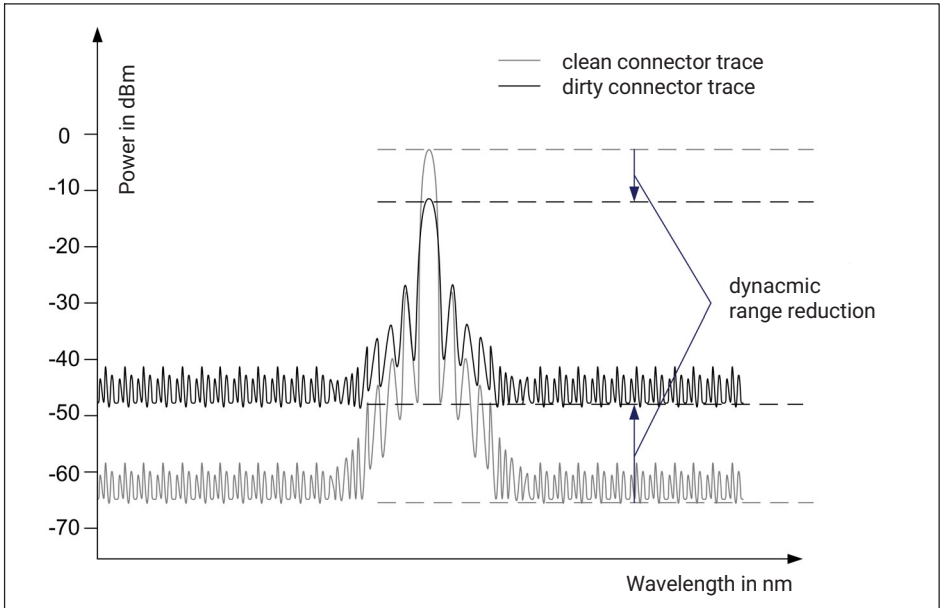 clean connector trace
dirty connector trace
Power in dBm
0
-10
-20
-30
-40
-50
-60
-70
dynacmic
range reduction
Wavelength in nm